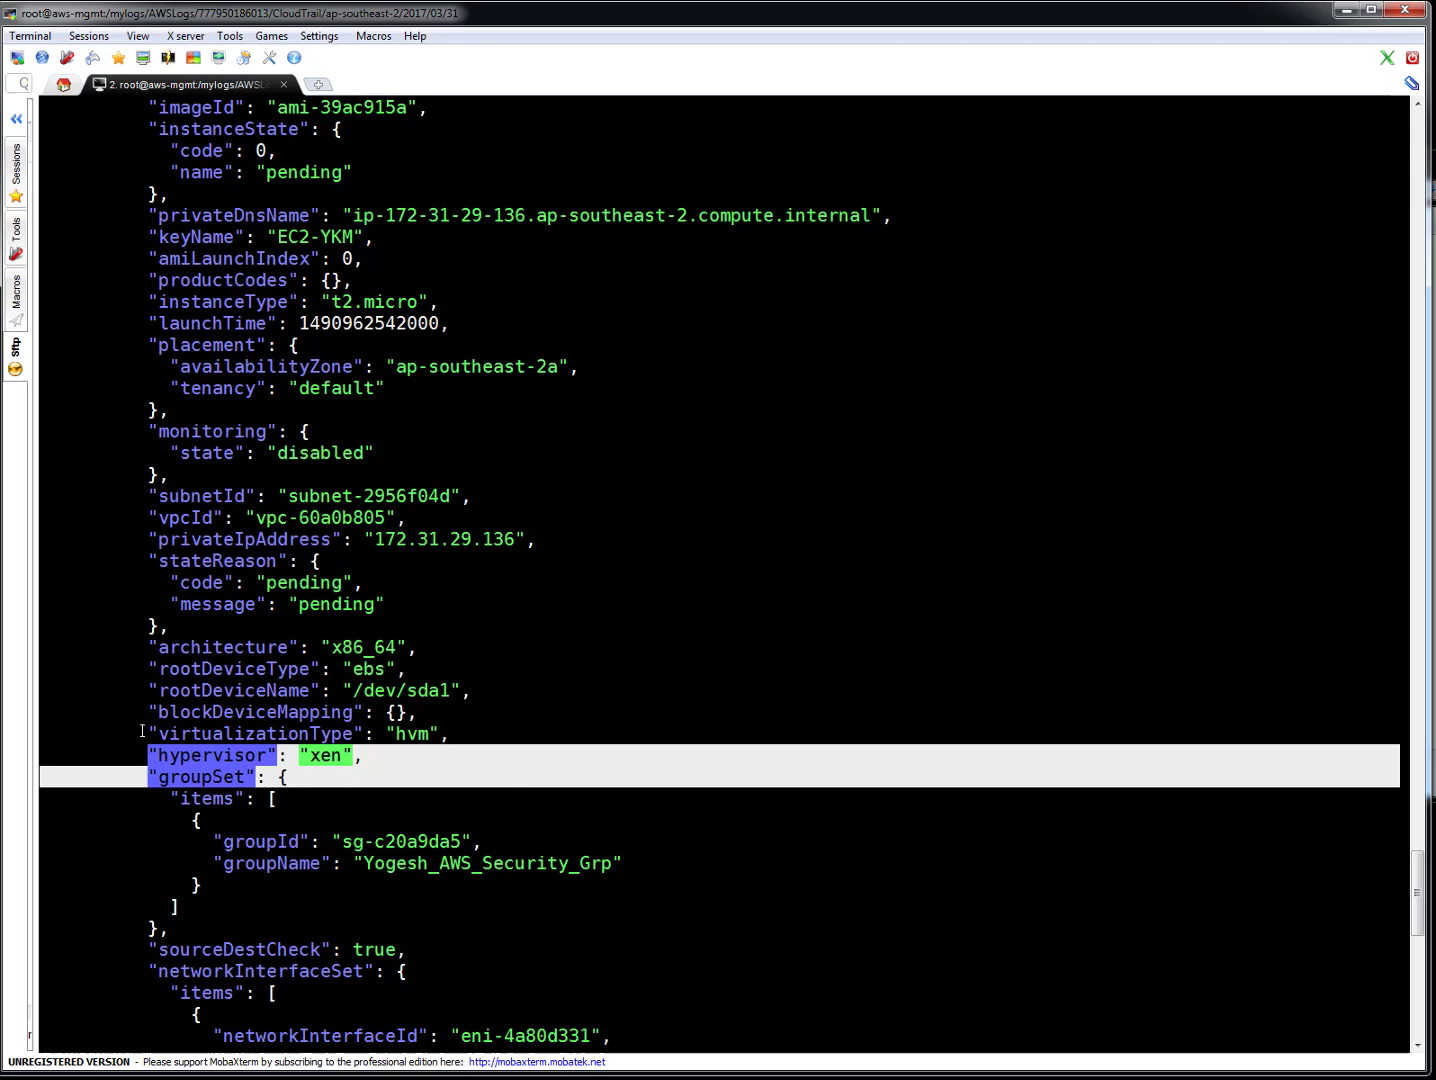 root@aws-mgmt:/mylogs/AWSLogs/777950186013/CloudTrail/ap-southeast-2/2017/03/31
Terminal Sessions View X server Tools Games Settings Macros Help
2. root@aws-mgmt:/mylogs/AWSL
Sessions
Tools
Macros
Sftp
"imageId": "ami-39ac915a",
"instanceState": {
"code": 0,
"name": "pending"
},
"privateDnsName": "ip-172-31-29-136.ap-southeast-2.compute.internal",
"keyName": "EC2-YKM",
"amiLaunchIndex": 0,
"productCodes": {},
"instanceType": "t2.micro",
"launchTime": 1490962542000,
"placement": {
"availabilityZone": "ap-southeast-2a",
"tenancy": "default"
},
"monitoring": {
"state": "disabled"
},
"subnetId": "subnet-2956f04d",
"vpcId": "vpc-60a0b805",
"privateIpAddress": "172.31.29.136",
"stateReason": {
"code": "pending",
"message": "pending"
},
"architecture": "x86_64",
"rootDeviceType": "ebs",
"rootDeviceName": "/dev/sda1",
"blockDeviceMapping": {},
"virtualizationType": "hvm",
"hypervisor": "xen",
"groupSet": {
"items": [
{
"groupId": "sg-c20a9da5",
"groupName": "Yogesh_AWS_Security_Grp"
}
]
},
"sourceDestCheck": true,
"networkInterfaceSet": {
"items": [
{
"networkInterfaceId": "eni-4a80d331",
UNREGISTERED VERSION - Please support MobaXterm by subscribing to the professional edition here: http://mobaxterm.mobatek.net